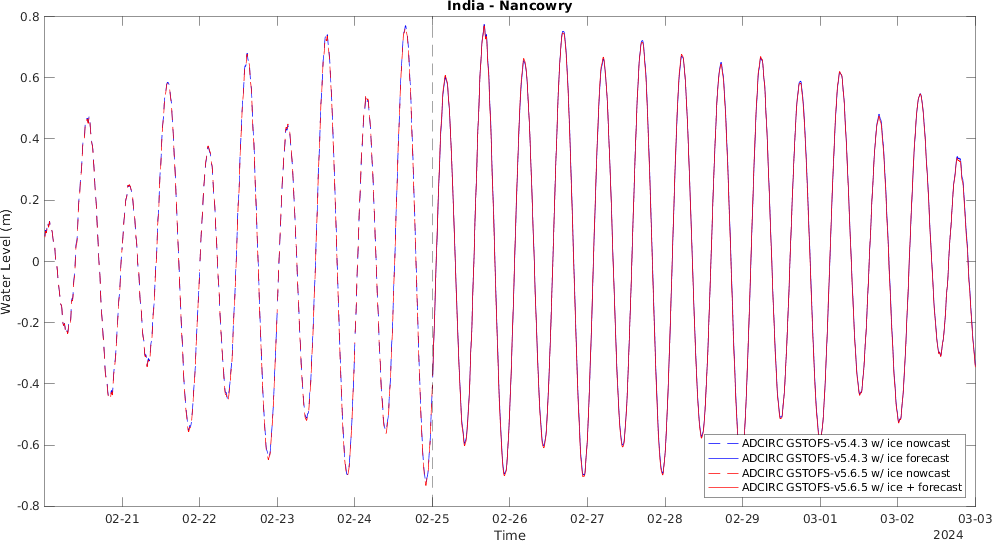 India - Nancowry
0.8
0.6
0.4
0.2
0
-0.2
-0.4
-0.6
-0.8
Water Level (m)
ADCIRC GSTOFS-v5.4.3 w/ ice nowcast
ADCIRC GSTOFS-v5.4.3 w/ ice forecast
ADCIRC GSTOFS-v5.6.5 w/ ice nowcast
ADCIRC GSTOFS-v5.6.5 w/ ice + forecast
02-21 02-22 02-23 02-24 02-25 02-26 02-27 02-28 02-29 03-01 03-02 03-03
Time
2024